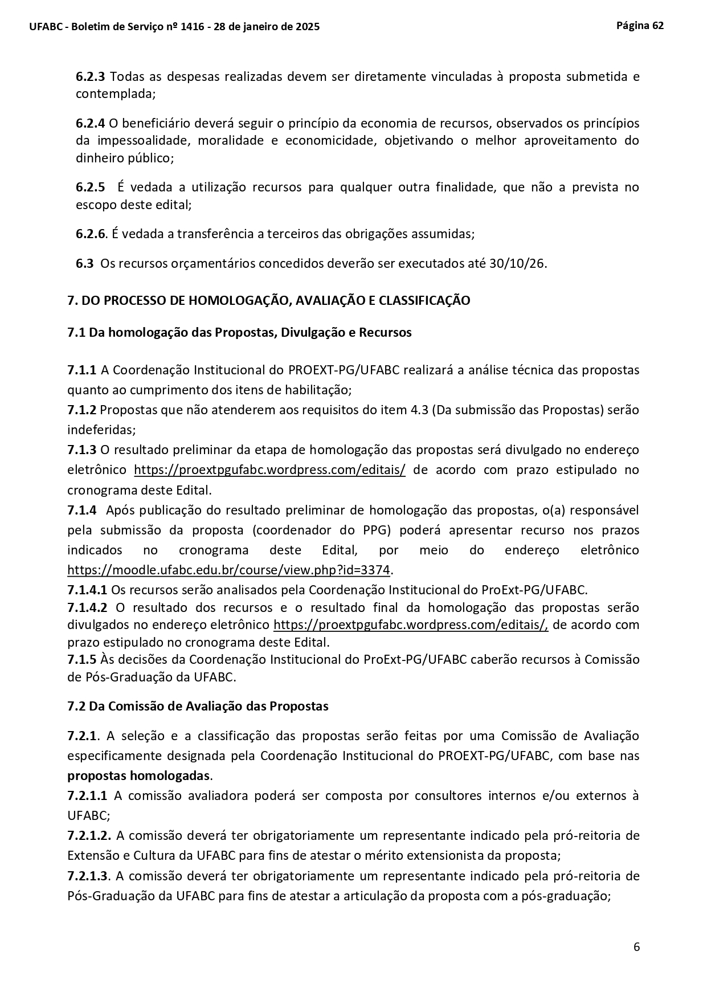 UFABC - Boletim de Serviço nº 1416 - 28 de janeiro de 2025
Página 62
6.2.3 Todas as despesas realizadas devem ser diretamente vinculadas à proposta submetida e
contemplada;
6.2.4 O beneficiário deverá seguir o princípio da economia de recursos, observados os princípios
da impessoalidade, moralidade e economicidade, objetivando o melhor aproveitamento do
dinheiro público;
6.2.5 É vedada a utilização recursos para qualquer outra finalidade, que não a prevista no
escopo deste edital;
6.2.6. É vedada a transferência a terceiros das obrigações assumidas;
6.3 Os recursos orçamentários concedidos deverão ser executados até 30/10/26.
7. DO PROCESSO DE HOMOLOGAÇÃO, AVALIAÇÃO E CLASSIFICAÇÃO
7.1 Da homologação das Propostas, Divulgação e Recursos
7.1.1 A Coordenação Institucional do PROEXT-PG/UFABC realizará a análise técnica das propostas
quanto ao cumprimento dos itens de habilitação;
7.1.2 Propostas que não atenderem aos requisitos do item 4.3 (Da submissão das Propostas) serão
indeferidas;
7.1.3 O resultado preliminar da etapa de homologação das propostas será divulgado no endereço
eletrônico https://proextpgufabc.wordpress.com/editais/ de acordo com prazo estipulado no
cronograma deste Edital.
7.1.4 Após publicação do resultado preliminar de homologação das propostas, o(a) responsável
pela submissão da proposta (coordenador do PPG) poderá apresentar recurso nos prazos
indicados no cronograma deste Edital, por meio do endereço eletrônico
https://moodle.ufabc.edu.br/course/view.php?id=3374.
7.1.4.1 Os recursos serão analisados pela Coordenação Institucional do ProExt-PG/UFABC.
7.1.4.2 O resultado dos recursos e o resultado final da homologação das propostas serão
divulgados no endereço eletrônico https://proextpgufabc.wordpress.com/editais/, de acordo com
prazo estipulado no cronograma deste Edital.
7.1.5 Às decisões da Coordenação Institucional do ProExt-PG/UFABC caberão recursos à Comissão
de Pós-Graduação da UFABC.
7.2 Da Comissão de Avaliação das Propostas
7.2.1. A seleção e a classificação das propostas serão feitas por uma Comissão de Avaliação
especificamente designada pela Coordenação Institucional do PROEXT-PG/UFABC, com base nas
propostas homologadas.
7.2.1.1 A comissão avaliadora poderá ser composta por consultores internos e/ou externos à
UFABC;
7.2.1.2. A comissão deverá ter obrigatoriamente um representante indicado pela pró-reitoria de
Extensão e Cultura da UFABC para fins de atestar o mérito extensionista da proposta;
7.2.1.3. A comissão deverá ter obrigatoriamente um representante indicado pela pró-reitoria de
Pós-Graduação da UFABC para fins de atestar a articulação da proposta com a pós-graduação;
6